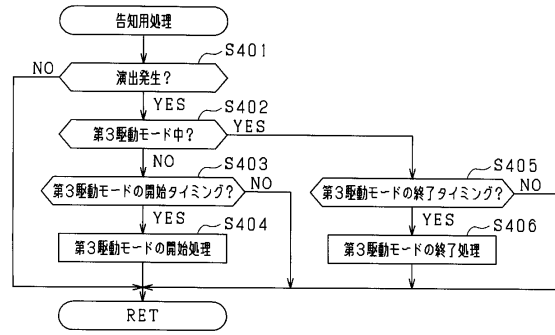 告知用処理
S401
演出発生?
NO
YES
S402
第3駆動モード中?
YES
NO
S403
第3駆動モードの開始タイミング?
NO
YES
S404
第3駆動モードの開始処理
S405
第3駆動モードの終了タイミング?
NO
YES
S406
第3駆動モードの終了処理
RET